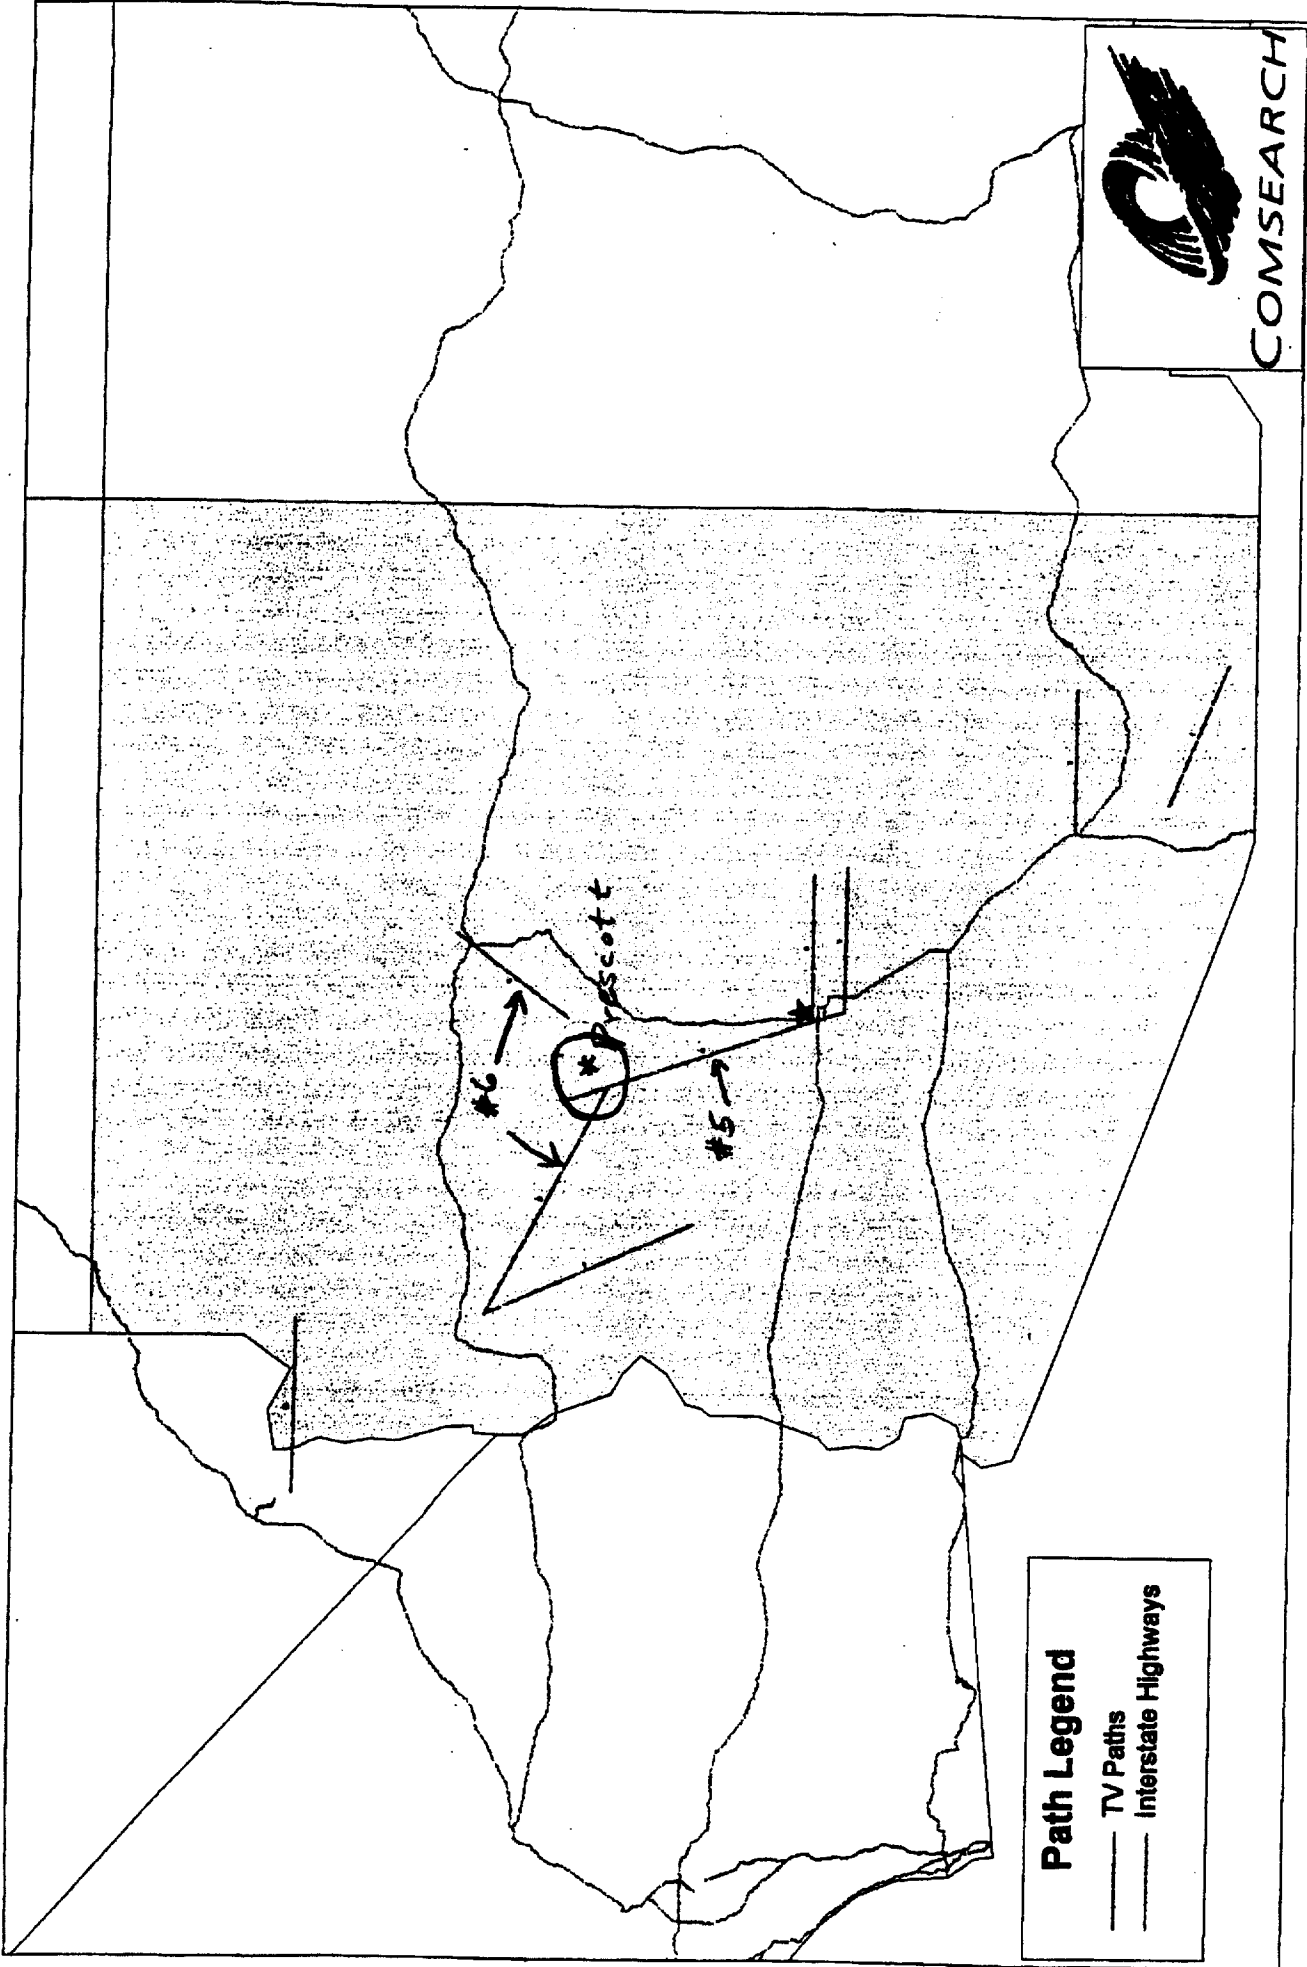 #6
* Prescott
#5
Path Legend
TV Paths
Interstate Highways
COMSEARCH